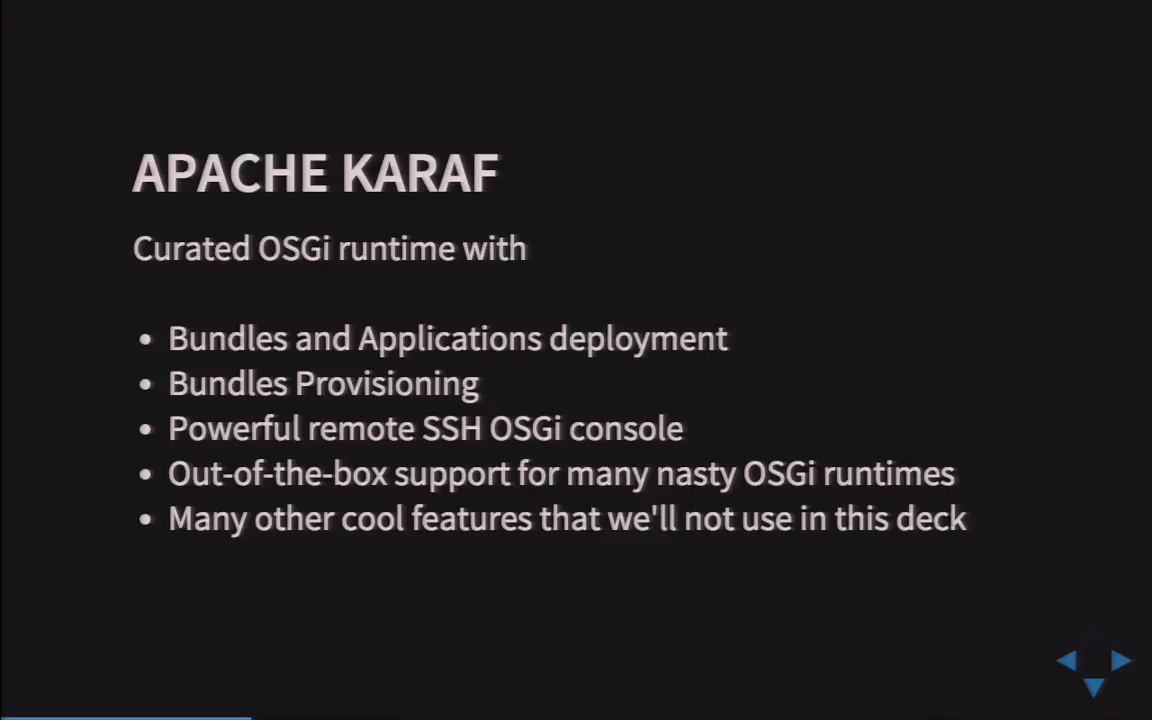 APACHE KARAF
Curated OSGi runtime with
• Bundles and Applications deployment
• Bundles Provisioning
• Powerful remote SSH OSGi console
• Out-of-the-box support for many nasty OSGi runtimes
• Many other cool features that we'll not use in this deck